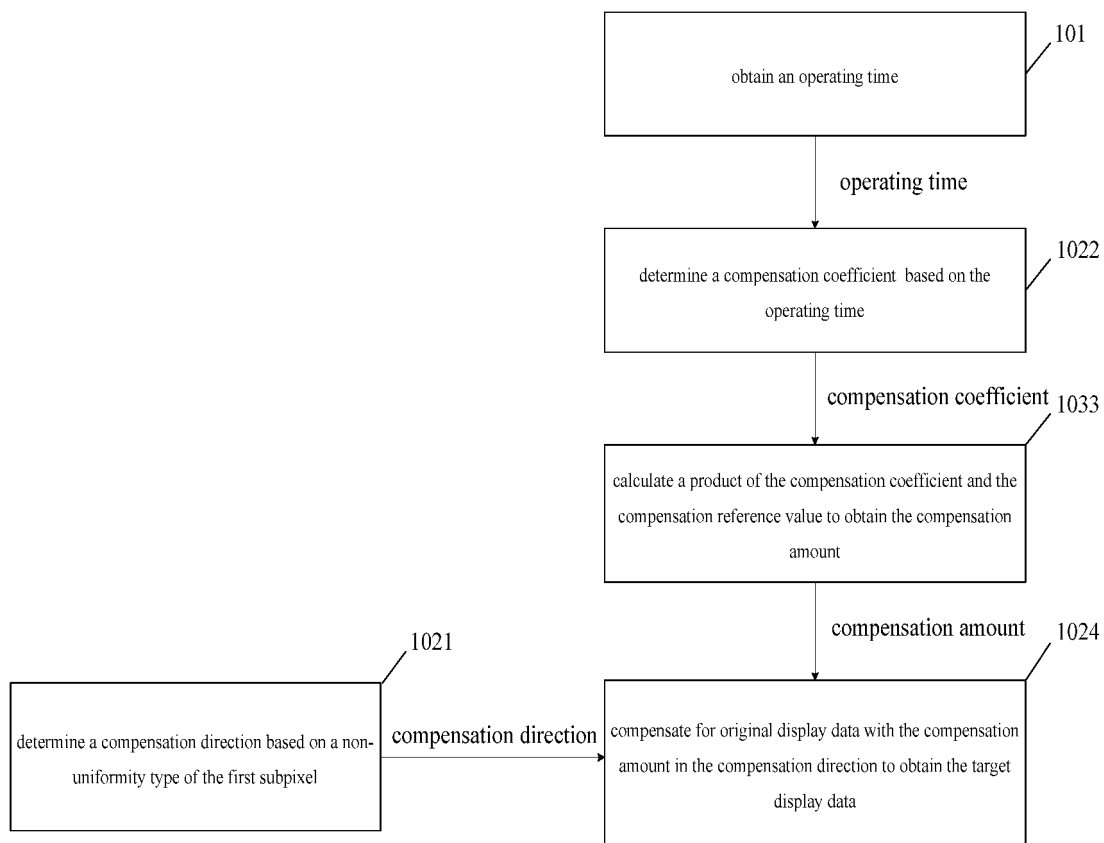 101
obtain an operating time
operating time
1022
determine a compensation coefficient based on the
operating time
compensation coefficient
1033
calculate a product of the compensation coefficient and the
compensation reference value to obtain the compensation
amount
compensation amount
1024
1021
determine a compensation direction based on a non-
uniformity type of the first subpixel
compensation direction
compensate for original display data with the compensation
amount in the compensation direction to obtain the target
display data